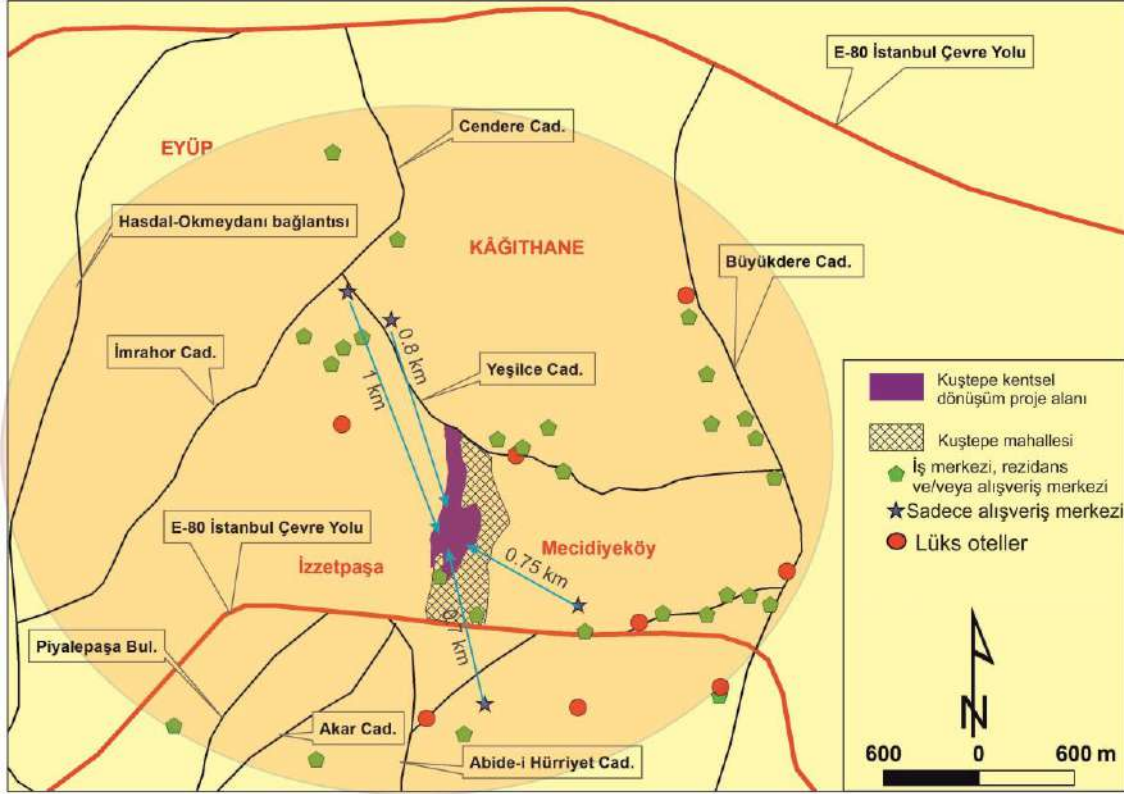 E-80 İstanbul Çevre Yolu
Cendere Cad.
EYÜP
Hasdal-Okmeydanı bağlantısı
KÂĞITHANE
Büyükdere Cad.
İmrahor Cad.
0.8 km
1 km
Yeşilce Cad.
E-80 İstanbul Çevre Yolu
İzzetpaşa
Mecidiyeköy
0.75 km
0.7 km
Piyalepaşa Bul.
Akar Cad.
Abide-i Hürriyet Cad.
Kuştepe kentsel
dönüşüm proje alanı
Kuştepe mahallesi
İş merkezi, rezidans
ve/veya alışveriş merkezi
Sadece alışveriş merkezi
Lüks oteller
N
600 0 600 m